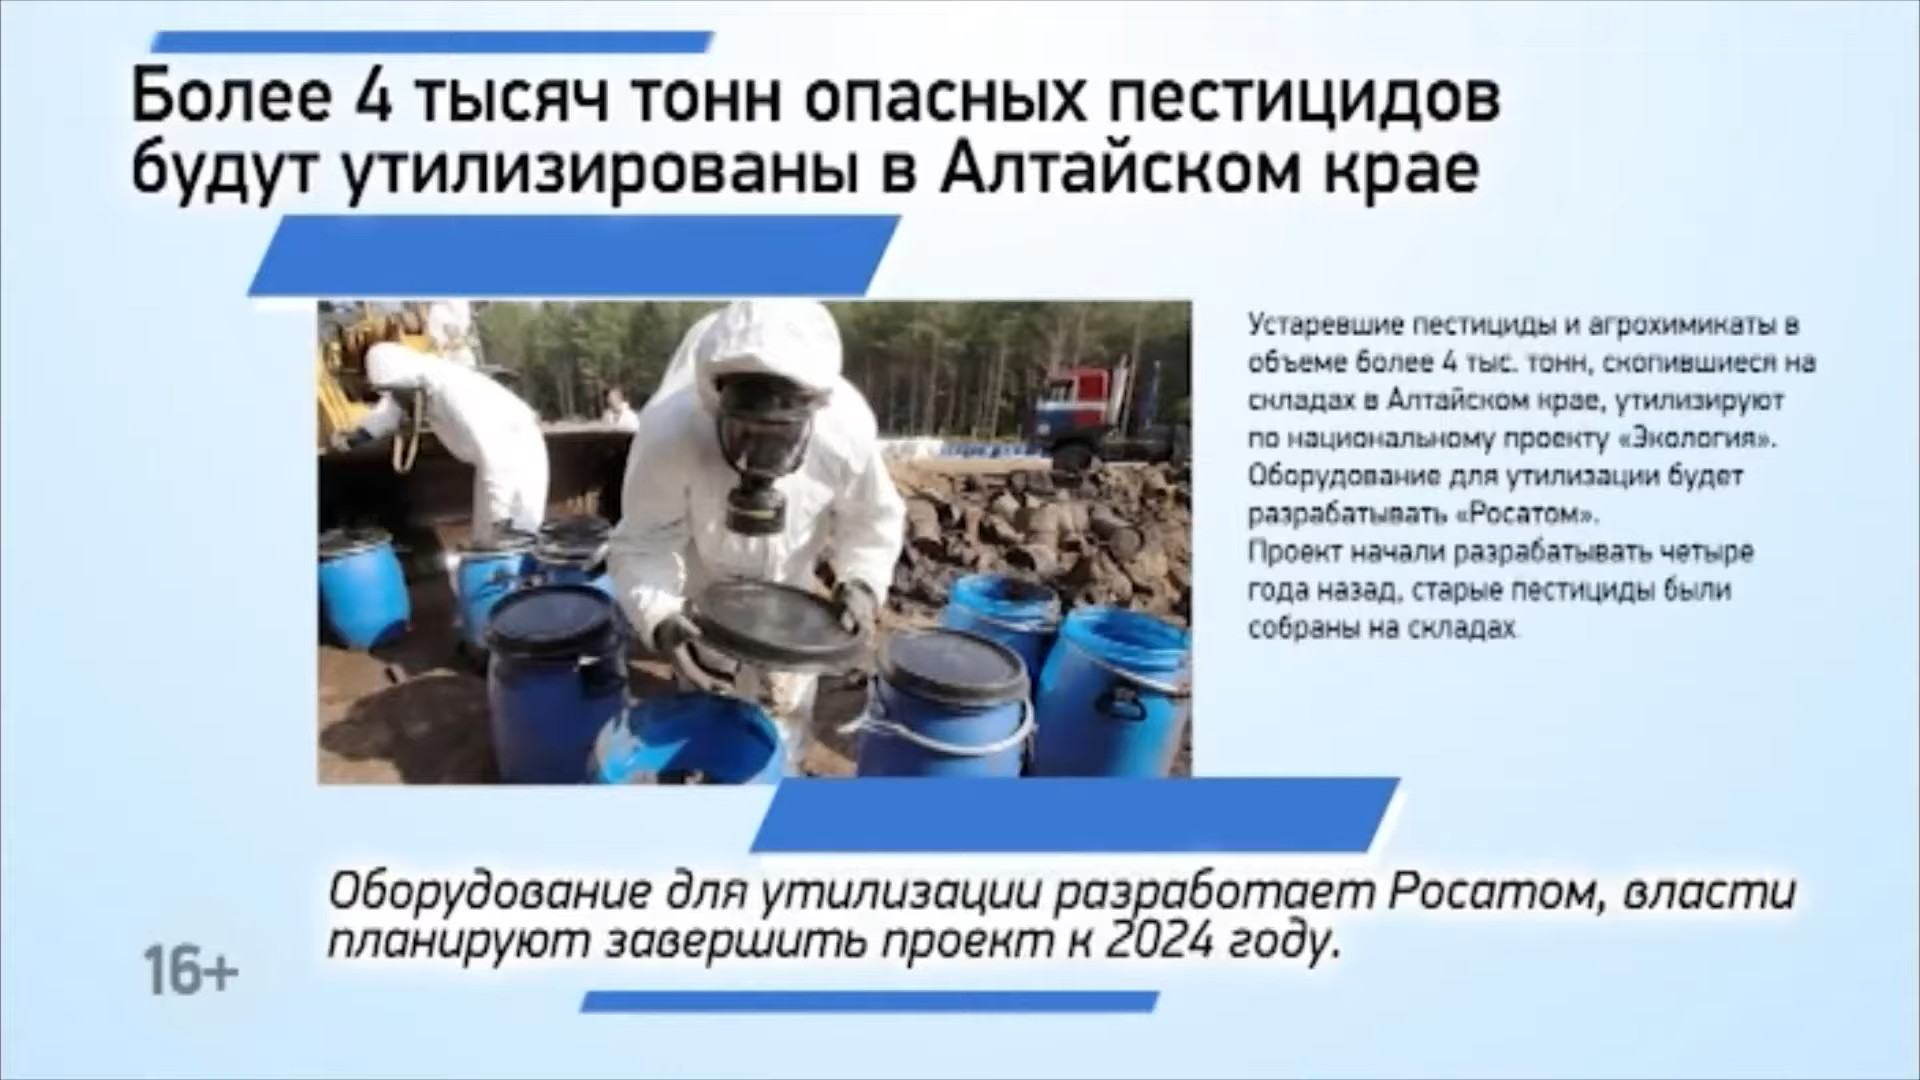 Более 4 тысяч тонн опасных пестицидов
будут утилизированы в Алтайском крае
Устаревшие пестициды и агрохимикаты в
объеме более 4 тыс. тонн, скопившиеся на
складах в Алтайском крае, утилизируют
по национальному проекту «Экология».
Оборудование для утилизации будет
разрабатывать «Росатом».
Проект начали разрабатывать четыре
года назад, старые пестициды были
собраны на складах.
Оборудование для утилизации разработает Росатом, власти
планируют завершить проект к 2024 году.
16+